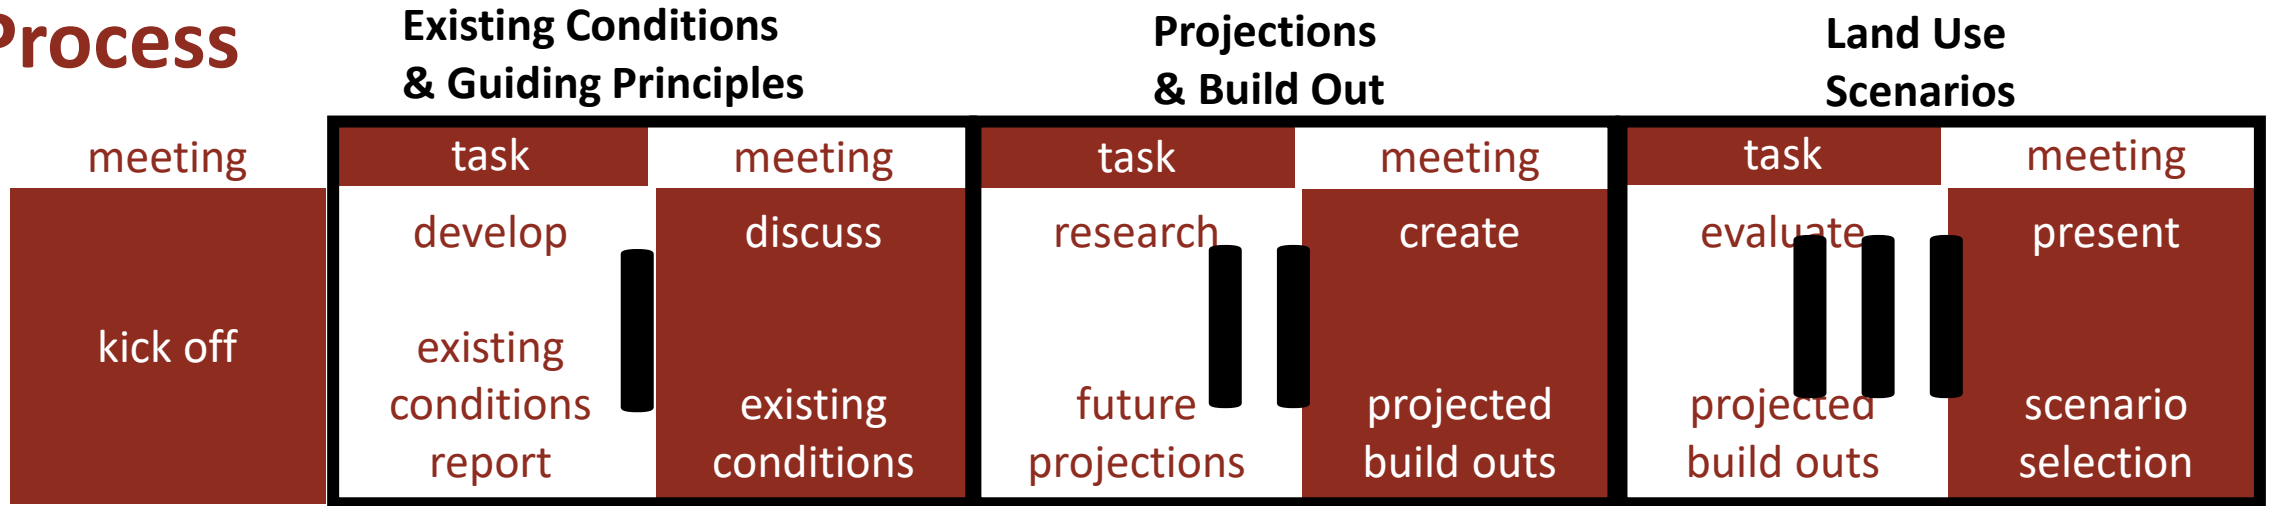 Process
Existing Conditions
& Guiding Principles
Projections
& Build Out
Land Use
Scenarios
meeting
kick off
task
develop
existing
conditions
report
meeting
discuss
existing
conditions
I
task
research
future
projections
meeting
create
projected
build outs
II
task
evaluate
projected
build outs
meeting
present
scenario
selection
III